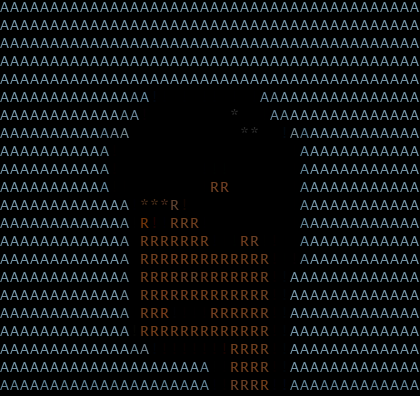 AAAAAAAAAAAAAAAAAAAAAAAAAAAAAAAAAAAAAAAAAA
AAAAAAAAAAAAAAAAAAAAAAAAAAAAAAAAAAAAAAAAAA
AAAAAAAAAAAAAAAAAAAAAAAAAAAAAAAAAAAAAAAAAA
AAAAAAAAAAAAAAAAAAAAAAAAAAAAAAAAAAAAAAAAAA
AAAAAAAAAAAAAAAAAAAAAAAAAAAAAAAAAAAAAAAAAA
AAAAAAAAAAAAAAA           AAAAAAAAAAAAAAAA
AAAAAAAAAAAAAA         *   AAAAAAAAAAAAAAA
AAAAAAAAAAAAA           **   AAAAAAAAAAAAA
AAAAAAAAAAA                   AAAAAAAAAAAA
AAAAAAAAAAA                   AAAAAAAAAAAA
AAAAAAAAAAA          RR       AAAAAAAAAAAA
AAAAAAAAAAAAA ***R            AAAAAAAAAAAA
AAAAAAAAAAAAA R  RRR          AAAAAAAAAAAA
AAAAAAAAAAAAA RRRRRRR   RR    AAAAAAAAAAAA
AAAAAAAAAAAAA RRRRRRRRRRRRR   AAAAAAAAAAAA
AAAAAAAAAAAAA RRRRRRRRRRRRR  AAAAAAAAAAAAA
AAAAAAAAAAAAA RRRRRRRRRRRRR  AAAAAAAAAAAAA
AAAAAAAAAAAAA RRR    RRRRRR  AAAAAAAAAAAAA
AAAAAAAAAAAAA RRRRRRRRRRRRR  AAAAAAAAAAAAA
AAAAAAAAAAAAAAA        RRRR  AAAAAAAAAAAAA
AAAAAAAAAAAAAAAAAAAAA  RRRR  AAAAAAAAAAAAA
AAAAAAAAAAAAAAAAAAAAA  RRRR  AAAAAAAAAAAAA